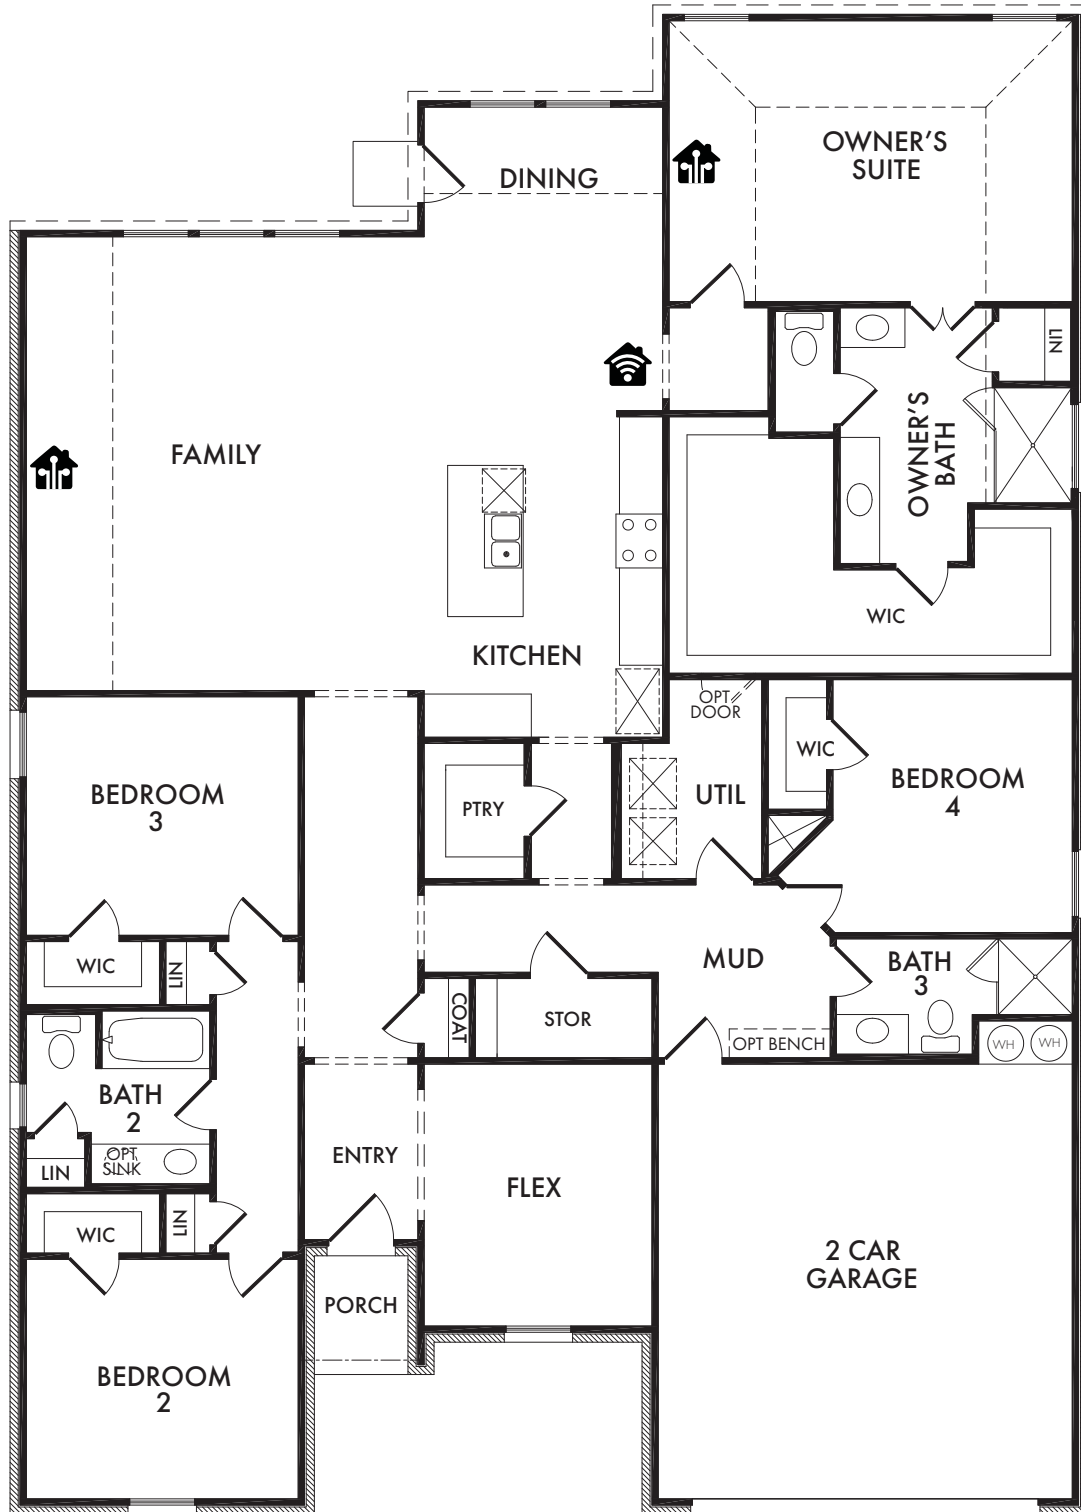 OWNER'S
SUITE
DINING
LIN
OWNER'S
BATH
FAMILY
WIC
KITCHEN
OPT
DOOR
WIC
BEDROOM
4
UTIL
BEDROOM
3
PTRY
MUD
BATH
3
WIC
LIN
COAT
STOR
OPT BENCH
WH
WH
BATH
2
OPT
SINK
LIN
ENTRY
FLEX
WIC
LIN
2 CAR
GARAGE
PORCH
BEDROOM
2